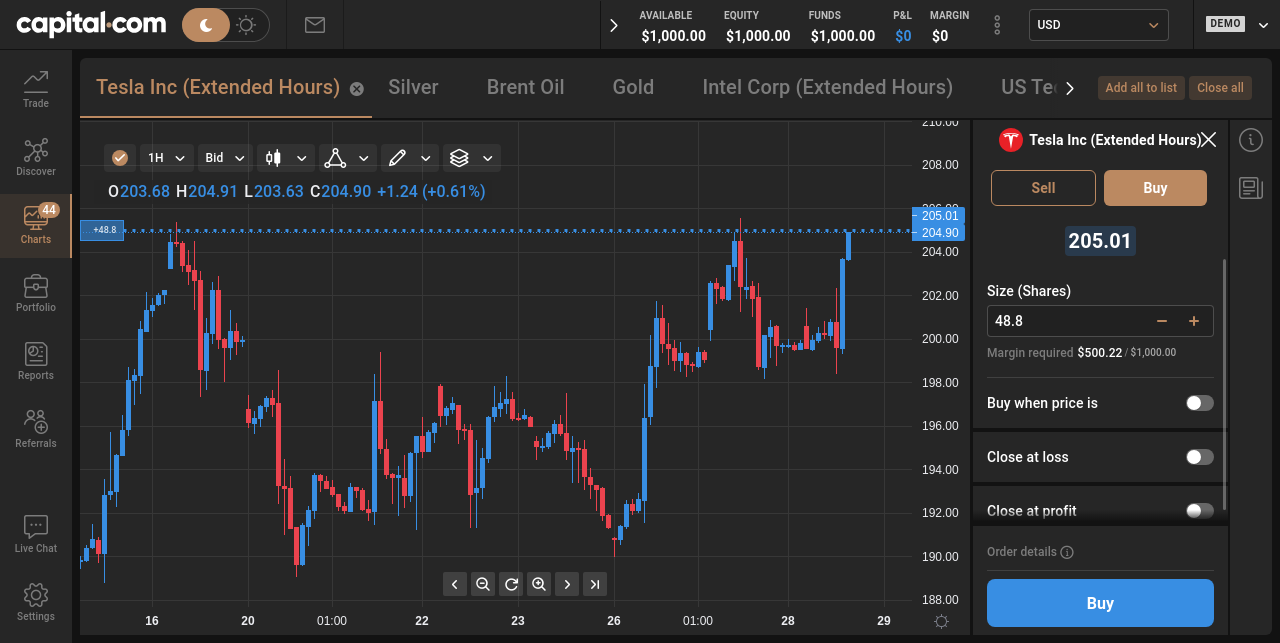 capital.com
AVAILABLE EQUITY FUNDS P&L MARGIN
$1,000.00 $1,000.00 $1,000.00 $0 $0
USD
DEMO
Trade
Discover
44
Charts
Portfolio
Reports
Referrals
Live Chat
Settings
Tesla Inc (Extended Hours) Silver Brent Oil Gold Intel Corp (Extended Hours) US Te
Add all to list Close all
1H Bid
O203.68 H204.91 L203.63 C204.90 +1.24 (+0.61%)
+48.8
210.00
208.00
206.00
205.01
204.90
204.00
202.00
200.00
198.00
196.00
194.00
192.00
190.00
188.00
16 20 01:00 22 23 26 01:00 28 29
Tesla Inc (Extended Hours)
Sell Buy
205.01
Size (Shares)
48.8
Margin required $500.22 / $1,000.00
Buy when price is
Close at loss
Close at profit
Order details
Buy